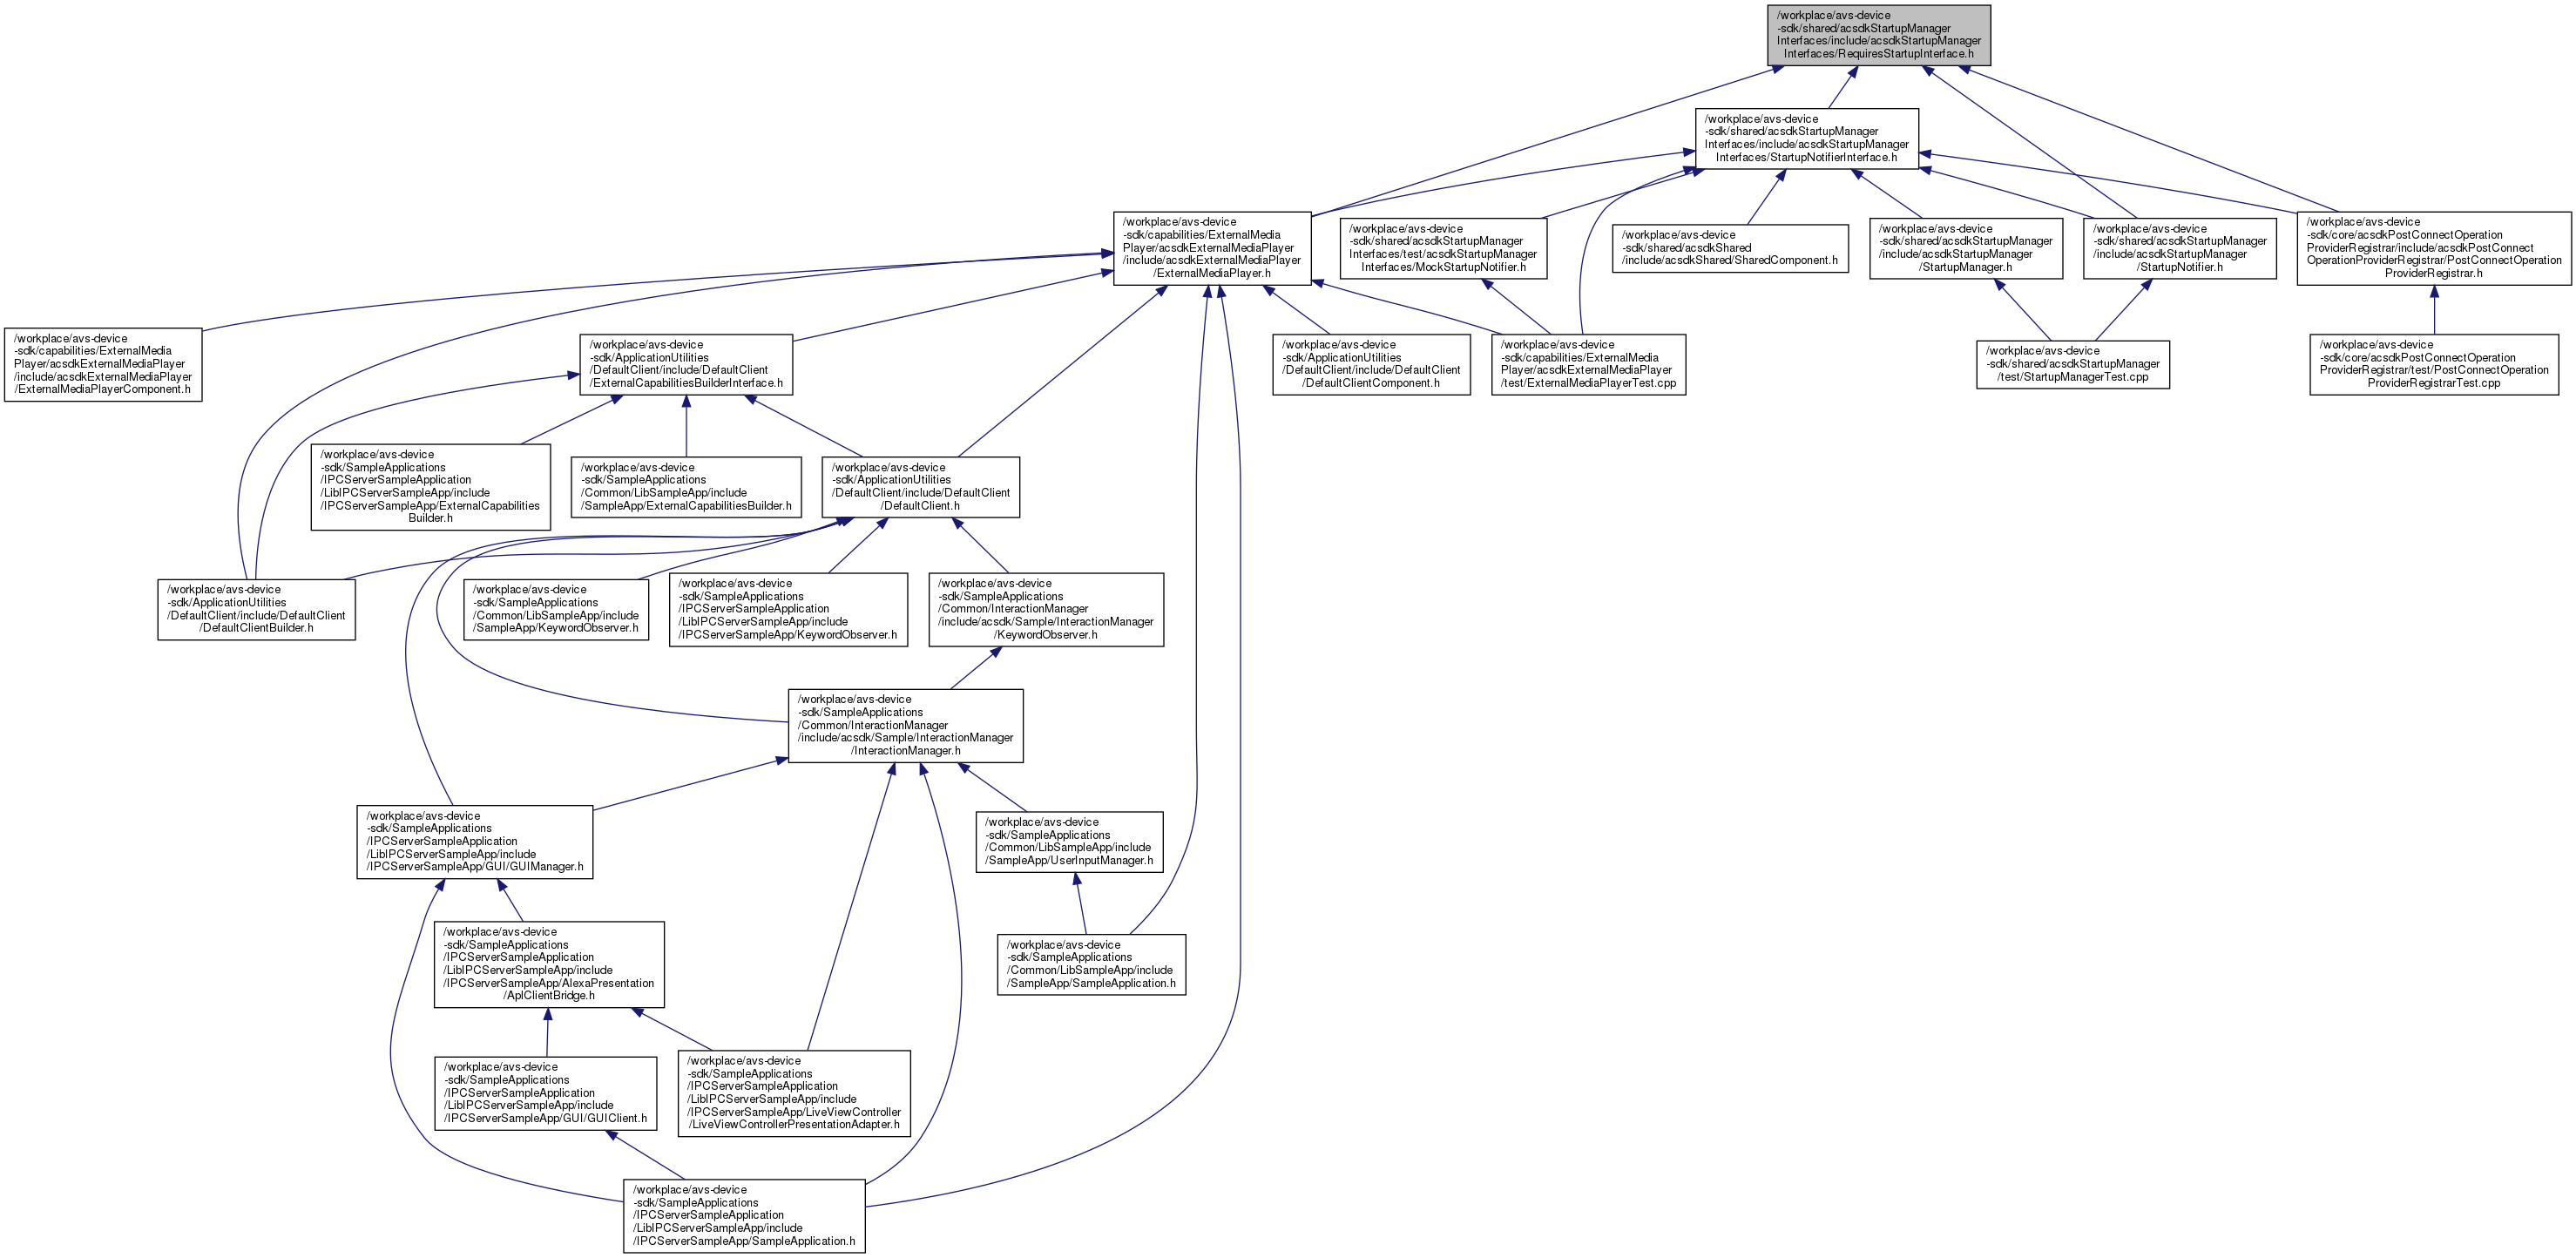 /workplace/avs-device
-sdk/shared/acsdkStartupManager
Interfaces/include/acsdkStartupManager
Interfaces/RequiresStartupInterface.h
/workplace/avs-device
-sdk/shared/acsdkStartupManager
Interfaces/include/acsdkStartupManager
Interfaces/StartupNotifierInterface.h
/workplace/avs-device
-sdk/capabilities/ExternalMedia
Player/acsdkExternalMediaPlayer
/include/acsdkExternalMediaPlayer
/ExternalMediaPlayer.h
/workplace/avs-device
-sdk/shared/acsdkStartupManager
Interfaces/test/acsdkStartupManager
Interfaces/MockStartupNotifier.h
/workplace/avs-device
-sdk/shared/acsdkShared
/include/acsdkShared/SharedComponent.h
/workplace/avs-device
-sdk/shared/acsdkStartupManager
/include/acsdkStartupManager
/StartupManager.h
/workplace/avs-device
-sdk/shared/acsdkStartupManager
/include/acsdkStartupManager
/StartupNotifier.h
/workplace/avs-device
-sdk/core/acsdkPostConnectOperation
ProviderRegistrar/include/acsdkPostConnect
OperationProviderRegistrar/PostConnectOperation
ProviderRegistrar.h
/workplace/avs-device
-sdk/capabilities/ExternalMedia
Player/acsdkExternalMediaPlayer
/include/acsdkExternalMediaPlayer
/ExternalMediaPlayerComponent.h
/workplace/avs-device
-sdk/ApplicationUtilities
/DefaultClient/include/DefaultClient
/ExternalCapabilitiesBuilderInterface.h
/workplace/avs-device
-sdk/ApplicationUtilities
/DefaultClient/include/DefaultClient
/DefaultClientComponent.h
/workplace/avs-device
-sdk/capabilities/ExternalMedia
Player/acsdkExternalMediaPlayer
/test/ExternalMediaPlayerTest.cpp
/workplace/avs-device
-sdk/shared/acsdkStartupManager
/test/StartupManagerTest.cpp
/workplace/avs-device
-sdk/core/acsdkPostConnectOperation
ProviderRegistrar/test/PostConnectOperation
ProviderRegistrarTest.cpp
/workplace/avs-device
-sdk/SampleApplications
/IPCServerSampleApplication
/LibIPCServerSampleApp/include
/IPCServerSampleApp/ExternalCapabilities
Builder.h
/workplace/avs-device
-sdk/SampleApplications
/Common/LibSampleApp/include
/SampleApp/ExternalCapabilitiesBuilder.h
/workplace/avs-device
-sdk/ApplicationUtilities
/DefaultClient/include/DefaultClient
/DefaultClient.h
/workplace/avs-device
-sdk/ApplicationUtilities
/DefaultClient/include/DefaultClient
/DefaultClientBuilder.h
/workplace/avs-device
-sdk/SampleApplications
/Common/LibSampleApp/include
/SampleApp/KeywordObserver.h
/workplace/avs-device
-sdk/SampleApplications
/IPCServerSampleApplication
/LibIPCServerSampleApp/include
/IPCServerSampleApp/KeywordObserver.h
/workplace/avs-device
-sdk/SampleApplications
/Common/InteractionManager
/include/acsdk/Sample/InteractionManager
/KeywordObserver.h
/workplace/avs-device
-sdk/SampleApplications
/Common/InteractionManager
/include/acsdk/Sample/InteractionManager
/InteractionManager.h
/workplace/avs-device
-sdk/SampleApplications
/IPCServerSampleApplication
/LibIPCServerSampleApp/include
/IPCServerSampleApp/GUI/GUIManager.h
/workplace/avs-device
-sdk/SampleApplications
/Common/LibSampleApp/include
/SampleApp/UserInputManager.h
/workplace/avs-device
-sdk/SampleApplications
/IPCServerSampleApplication
/LibIPCServerSampleApp/include
/IPCServerSampleApp/AlexaPresentation
/AplClientBridge.h
/workplace/avs-device
-sdk/SampleApplications
/Common/LibSampleApp/include
/SampleApp/SampleApplication.h
/workplace/avs-device
-sdk/SampleApplications
/IPCServerSampleApplication
/LibIPCServerSampleApp/include
/IPCServerSampleApp/GUI/GUIClient.h
/workplace/avs-device
-sdk/SampleApplications
/IPCServerSampleApplication
/LibIPCServerSampleApp/include
/IPCServerSampleApp/LiveViewController
/LiveViewControllerPresentationAdapter.h
/workplace/avs-device
-sdk/SampleApplications
/IPCServerSampleApplication
/LibIPCServerSampleApp/include
/IPCServerSampleApp/SampleApplication.h